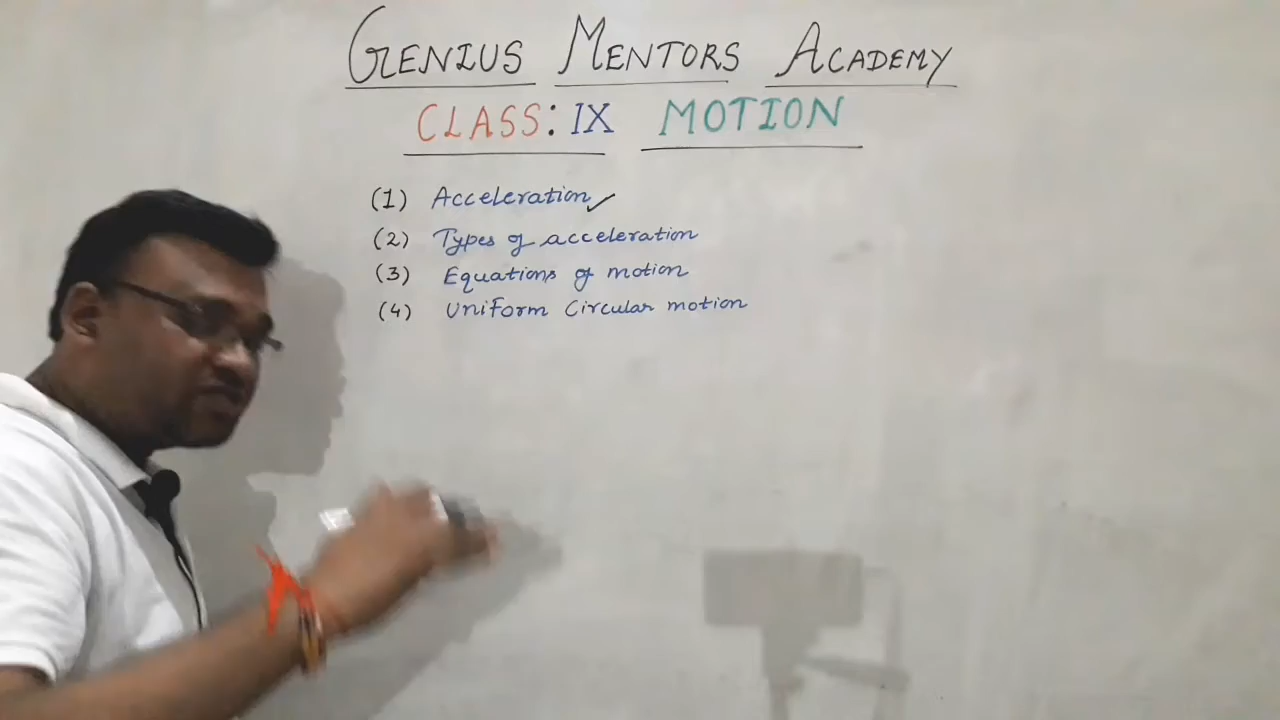 GENIUS MENTORS ACADEMY
CLASS: IX MOTION
(1) Acceleration ✓
(2) Types of acceleration
(3) Equations of motion
(4) Uniform Circular motion